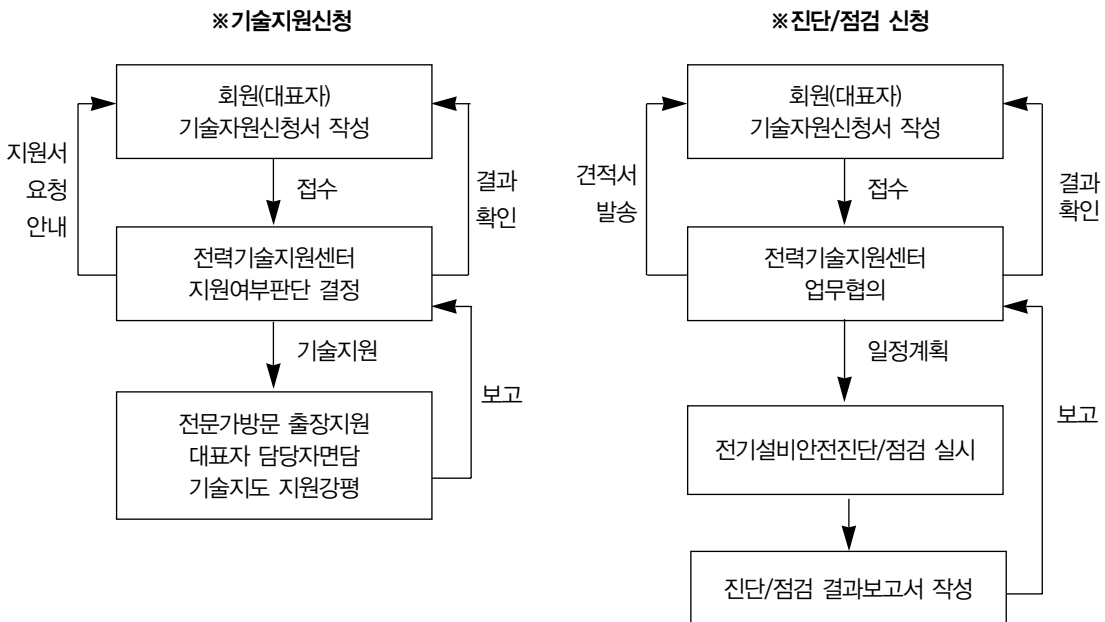 ※기술지원신청
회원(대표자)
기술자원신청서 작성
지원서
요청
안내
접수
결과
확인
전력기술지원센터
지원여부판단 결정
기술지원
보고
전문가방문 출장지원
대표자 담당자면담
기술지도 지원강평
※진단/점검 신청
회원(대표자)
기술자원신청서 작성
견적서
발송
접수
결과
확인
전력기술지원센터
업무협의
일정계획
보고
전기설비안전진단/점검 실시
진단/점검 결과보고서 작성